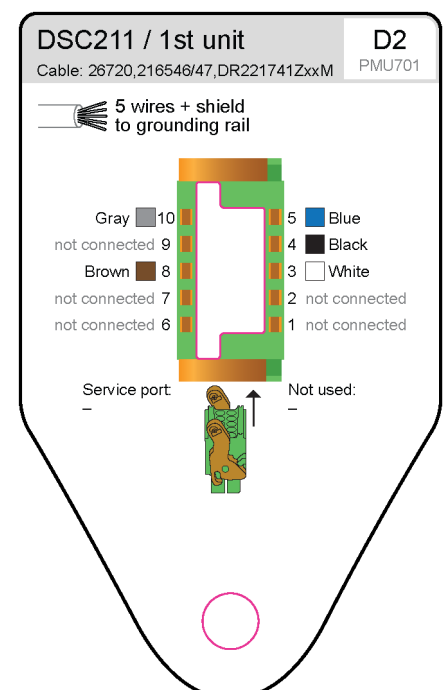 DSC211 / 1st unit
D2
Cable: 26720,216546/47,DR221741ZxxM
PMU701
5 wires + shield
to grounding rail
Gray 10 5 Blue
not connected 9 4 Black
Brown 8 3 White
not connected 7 2 not connected
not connected 6 1 not connected
Service port: Not used:
– –